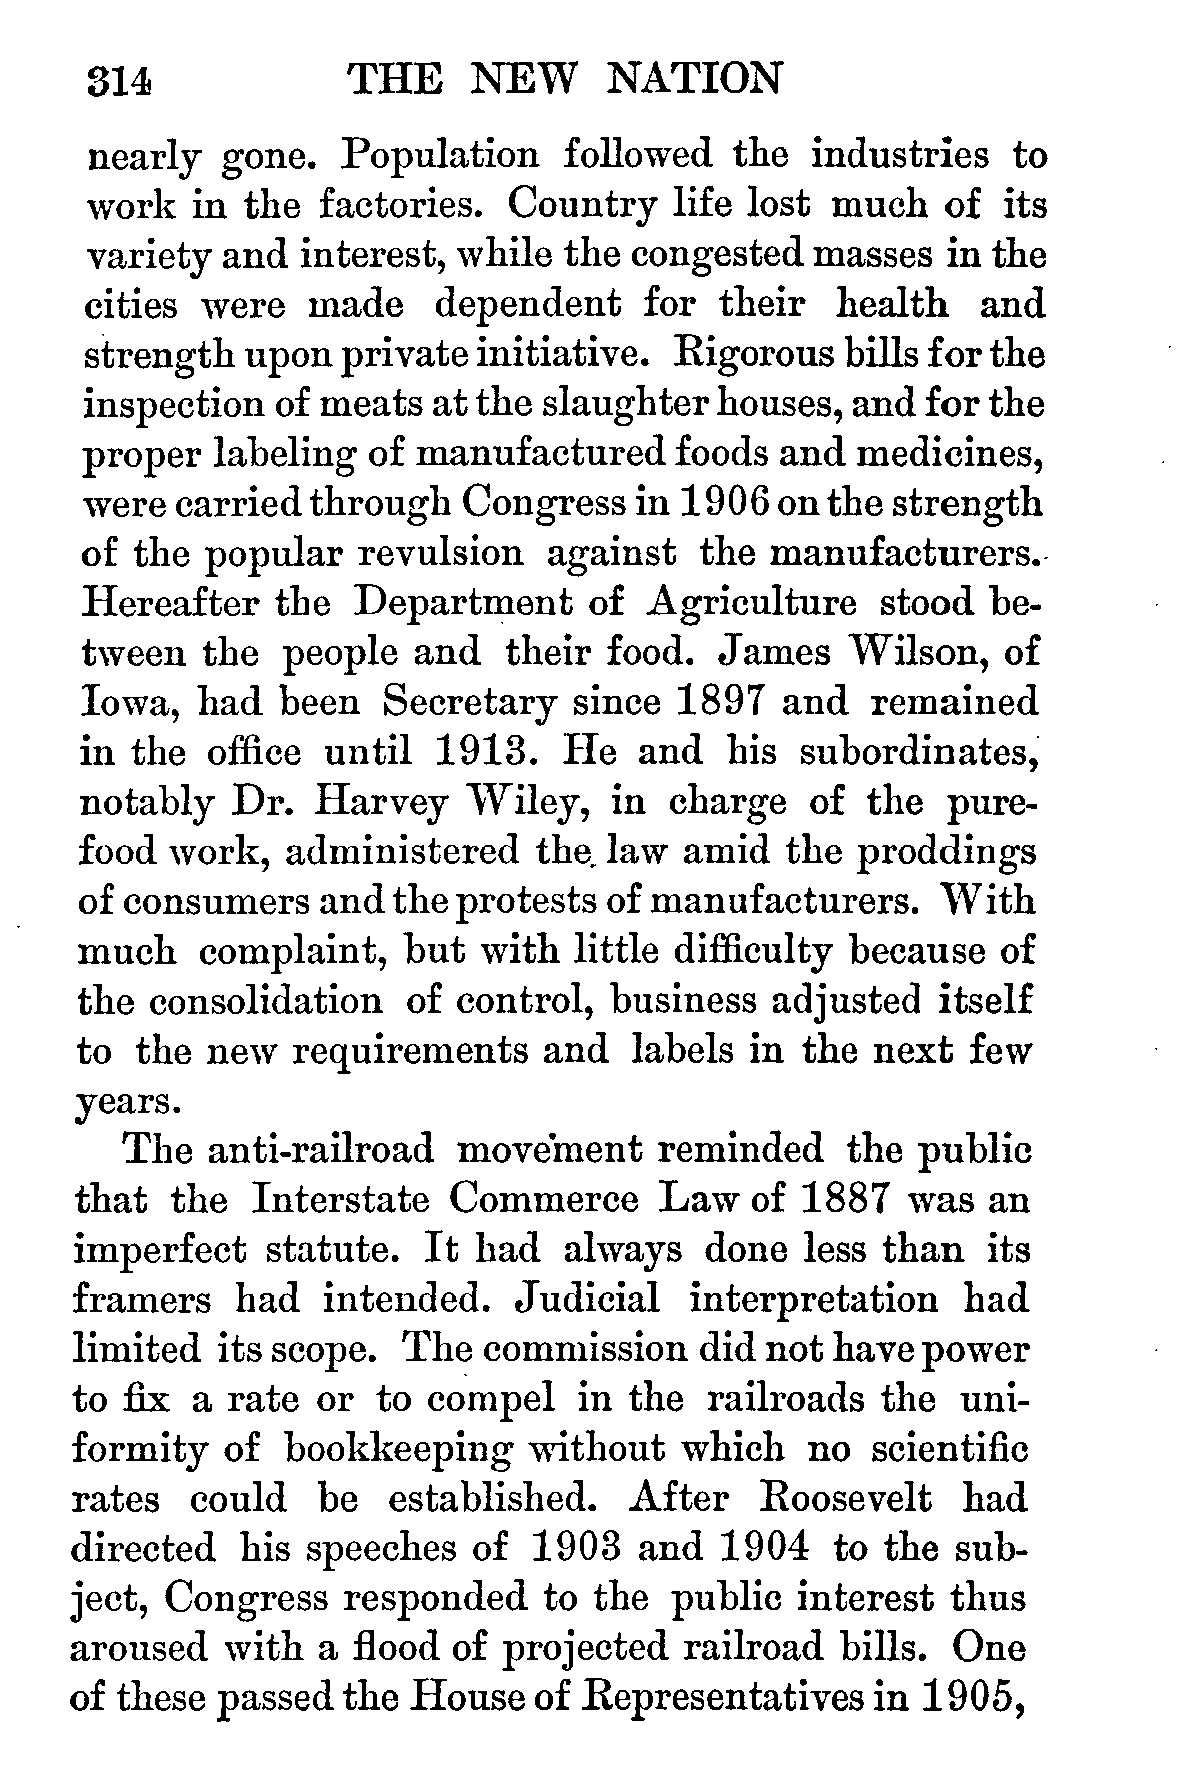 314 THE NEW NATION
nearly gone. Population followed the industries to
work in the factories. Country life lost much of its
variety and interest, while the congested masses in the
cities were made dependent for their health and
strength upon private initiative. Rigorous bills for the
inspection of meats at the slaughter houses, and for the
proper labeling of manufactured foods and medicines,
were carried through Congress in 1906 on the strength
of the popular revulsion against the manufacturers.
Hereafter the Department of Agriculture stood be-
tween the people and their food. James Wilson, of
Iowa, had been Secretary since 1897 and remained
in the office until 1913. He and his subordinates,
notably Dr. Harvey Wiley, in charge of the pure-
food work, administered the law amid the proddings
of consumers and the protests of manufacturers. With
much complaint, but with little difficulty because of
the consolidation of control, business adjusted itself
to the new requirements and labels in the next few
years.
The anti-railroad movement reminded the public
that the Interstate Commerce Law of 1887 was an
imperfect statute. It had always done less than its
framers had intended. Judicial interpretation had
limited its scope. The commission did not have power
to fix a rate or to compel in the railroads the uni-
formity of bookkeeping without which no scientific
rates could be established. After Roosevelt had
directed his speeches of 1903 and 1904 to the sub-
ject, Congress responded to the public interest thus
aroused with a flood of projected railroad bills. One
of these passed the House of Representatives in 1905,